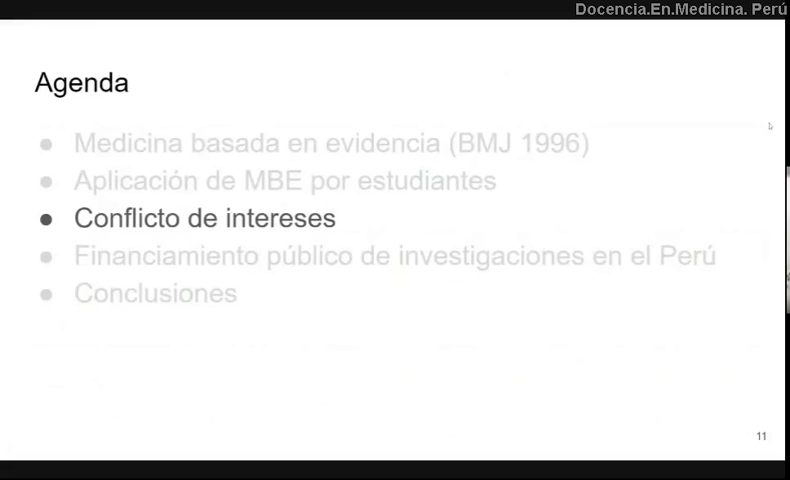 Docencia.En.Medicina. Perú
Agenda
● Medicina basada en evidencia (BMJ 1996)
● Aplicación de MBE por estudiantes
● Conflicto de intereses
● Financiamiento público de investigaciones en el Perú
● Conclusiones
11